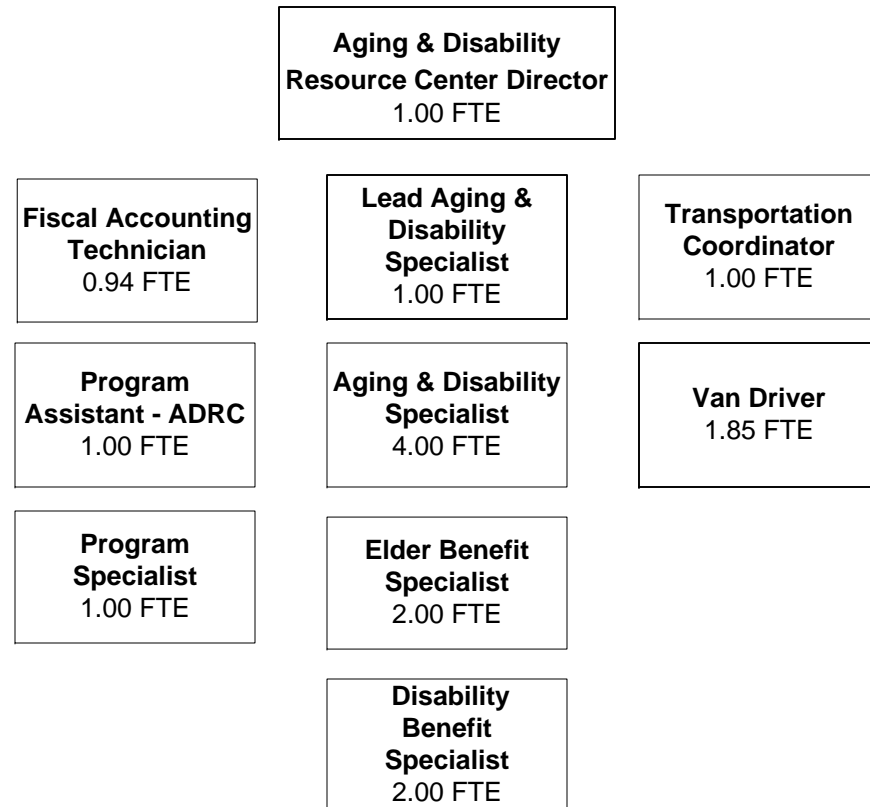 Aging & Disability
Resource Center Director
1.00 FTE
Fiscal Accounting
Technician
0.94 FTE
Lead Aging &
Disability
Specialist
1.00 FTE
Transportation
Coordinator
1.00 FTE
Program
Assistant - ADRC
1.00 FTE
Aging & Disability
Specialist
4.00 FTE
Van Driver
1.85 FTE
Program
Specialist
1.00 FTE
Elder Benefit
Specialist
2.00 FTE
Disability
Benefit
Specialist
2.00 FTE